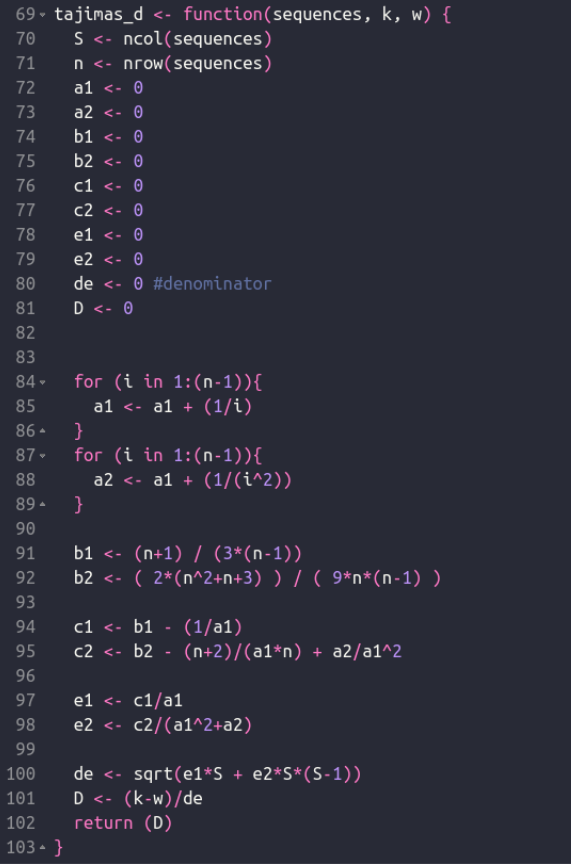 69 tajimas_d <- function(sequences, k, w) {
70 S <- ncol(sequences)
71 n <- nrow(sequences)
72 a1 <- 0
73 a2 <- 0
74 b1 <- 0
75 b2 <- 0
76 c1 <- 0
77 c2 <- 0
78 e1 <- 0
79 e2 <- 0
80 de <- 0 #denominator
81 D <- 0
82
83
84 for (i in 1:(n-1)){
85 a1 <- a1 + (1/i)
86 }
87 for (i in 1:(n-1)){
88 a2 <- a1 + (1/(i^2))
89 }
90
91 b1 <- (n+1) / (3*(n-1))
92 b2 <- ( 2*(n^2+n+3) ) / ( 9*n*(n-1) )
93
94 c1 <- b1 - (1/a1)
95 c2 <- b2 - (n+2)/(a1*n) + a2/a1^2
96
97 e1 <- c1/a1
98 e2 <- c2/(a1^2+a2)
99
100 de <- sqrt(e1*S + e2*S*(S-1))
101 D <- (k-w)/de
102 return (D)
103 }